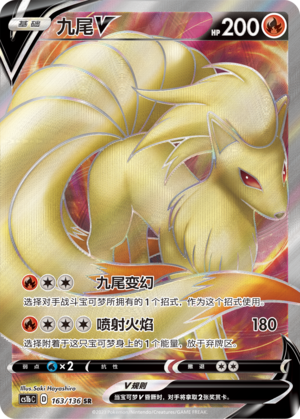 基础
九尾V
HP 200
九尾变幻
选择对手战斗宝可梦所拥有的1个招式，作为这个招式使用。
喷射火焰 180
选择附着于这只宝可梦身上的1个能量，放于弃牌区。
弱点 ×2 抗性 撤退
Illus. Saki Hayashiro
V规则
当宝可梦V昏厥时，对手将拿取2张奖赏卡。
D 163/136 SR